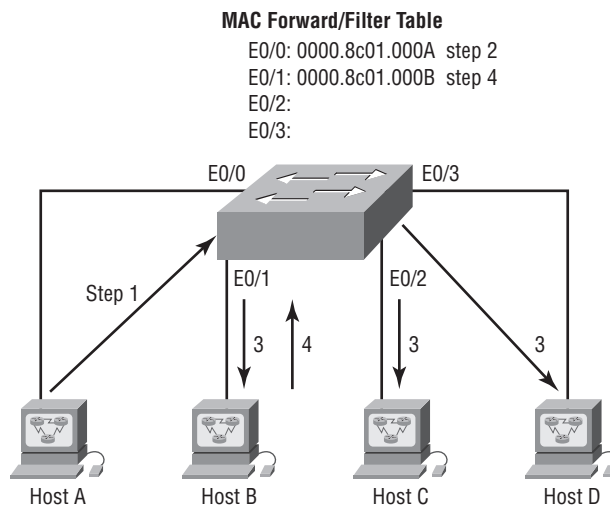 MAC Forward/Filter Table
E0/0: 0000.8c01.000A step 2
E0/1: 0000.8c01.000B step 4
E0/2:
E0/3:
E0/0
E0/3
Step 1
E0/1
E0/2
3
4
3
3
Host A
Host B
Host C
Host D